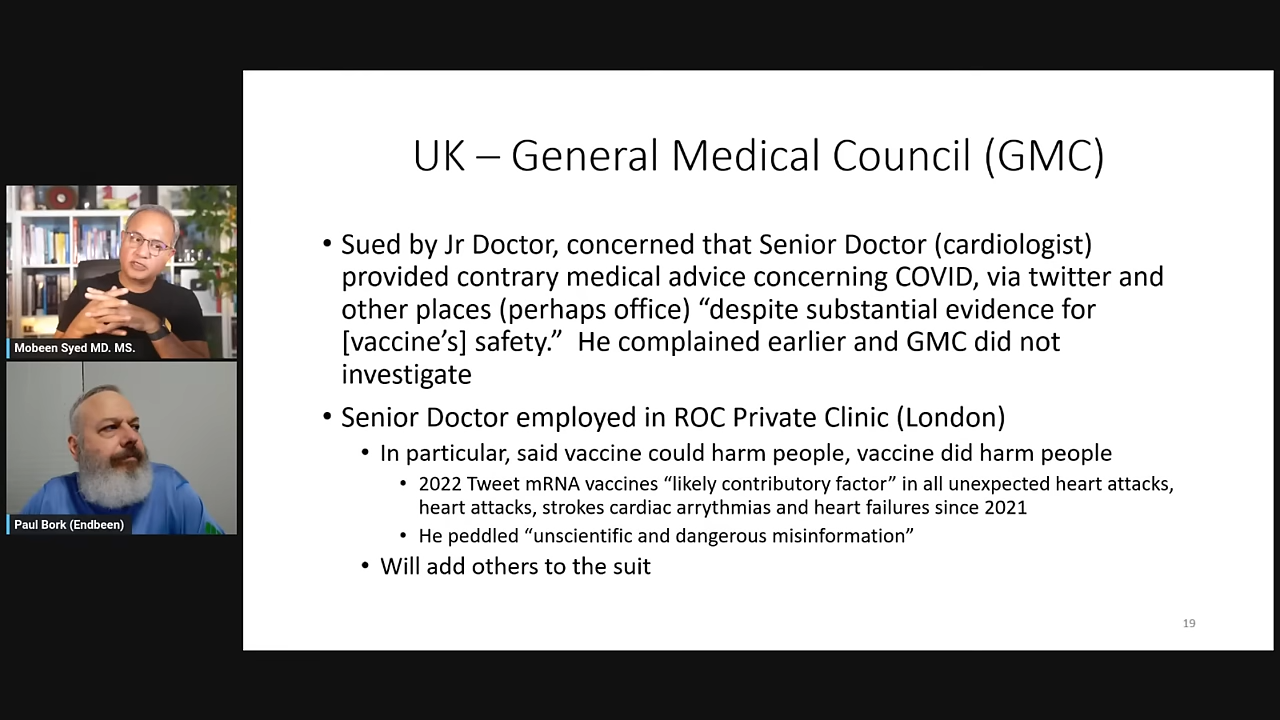 UK – General Medical Council (GMC)
• Sued by Jr Doctor, concerned that Senior Doctor (cardiologist)
provided contrary medical advice concerning COVID, via twitter and
other places (perhaps office) “despite substantial evidence for
[vaccine’s] safety.”  He complained earlier and GMC did not
investigate
• Senior Doctor employed in ROC Private Clinic (London)
• In particular, said vaccine could harm people, vaccine did harm people
• 2022 Tweet mRNA vaccines “likely contributory factor” in all unexpected heart attacks,
heart attacks, strokes cardiac arrythmias and heart failures since 2021
• He peddled “unscientific and dangerous misinformation”
• Will add others to the suit
19
Mobeen Syed MD. MS.
Paul Bork (Endbeen)